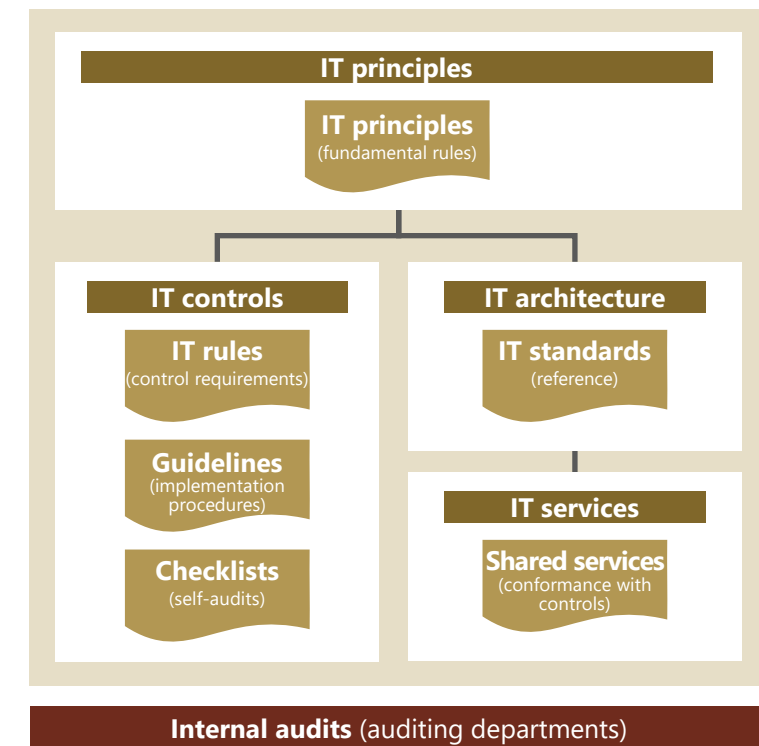 IT principles
IT principles
(fundamental rules)
IT controls
IT rules
(control requirements)
Guidelines
(implementation
procedures)
Checklists
(self-audits)
IT architecture
IT standards
(reference)
IT services
Shared services
(conformance with
controls)
Internal audits (auditing departments)